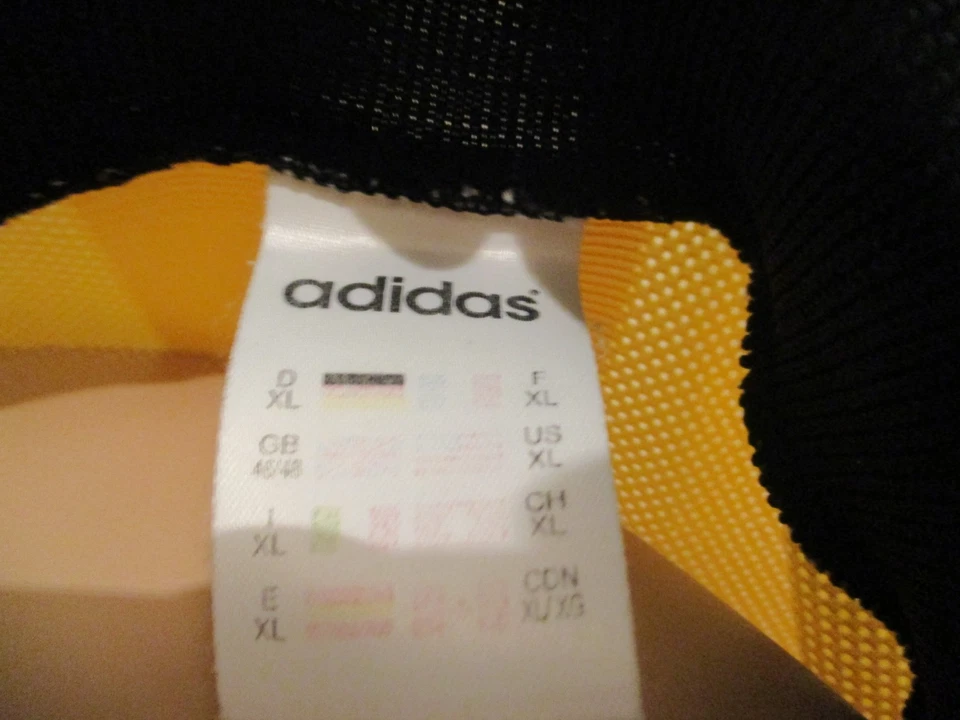 adidas
D F
XL XL
GB US
46/48 XL
I CH
XL XL
E CDN
XL XL/XG